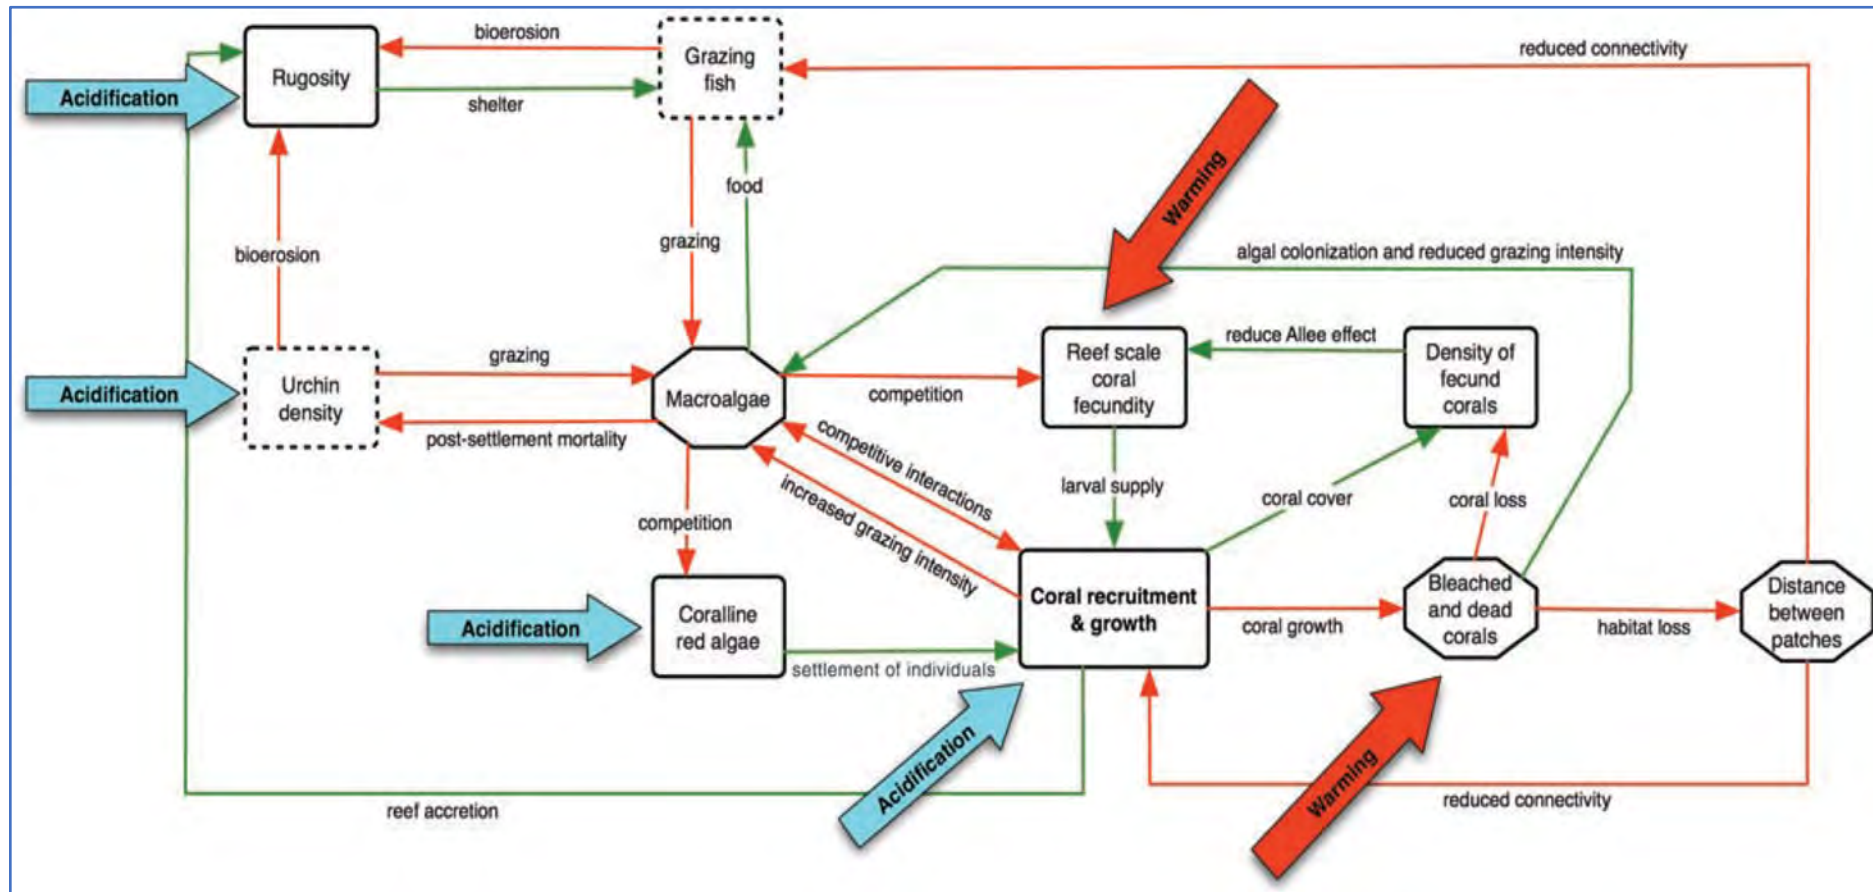 bioerosion
Grazing
fish
reduced connectivity
Rugosity
Acidification
shelter
Warming
food
grazing
bioerosion
algal colonization and reduced grazing intensity
reduce Allee effect
Urchin
density
Acidification
grazing
Macroalgae
competition
Reef scale
coral
fecundity
Density of
fecund
corals
post-settlement mortality
competitive interactions
increased grazing intensity
larval supply
coral cover
coral loss
competition
Coralline
red algae
Acidification
settlement of individuals
Coral recruitment
& growth
coral growth
Bleached
and dead
corals
habitat loss
Distance
between
patches
Acidification
Warming
reef accretion
reduced connectivity